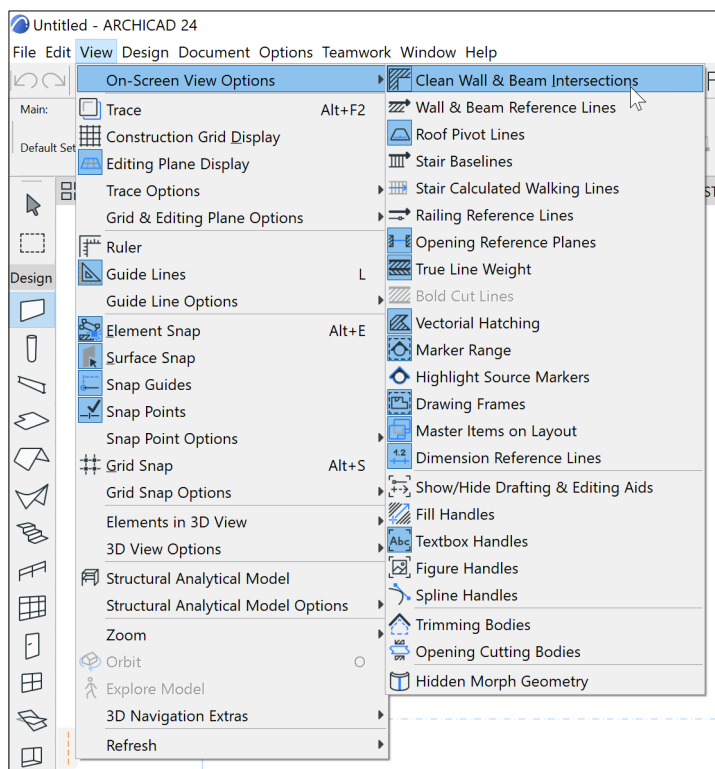 Untitled - ARCHICAD 24
File Edit View Design Document Options Teamwork Window Help
Main:
Default Set
Design
On-Screen View Options
Trace Alt+F2
Construction Grid Display
Editing Plane Display
Trace Options
Grid & Editing Plane Options
Ruler
Guide Lines L
Guide Line Options
Element Snap Alt+E
Surface Snap
Snap Guides
Snap Points
Snap Point Options
Grid Snap Alt+S
Grid Snap Options
Elements in 3D View
3D View Options
Structural Analytical Model
Structural Analytical Model Options
Zoom
Orbit O
Explore Model
3D Navigation Extras
Refresh
Clean Wall & Beam Intersections
Wall & Beam Reference Lines
Roof Pivot Lines
Stair Baselines
Stair Calculated Walking Lines
Railing Reference Lines
Opening Reference Planes
True Line Weight
Bold Cut Lines
Vectorial Hatching
Marker Range
Highlight Source Markers
Drawing Frames
Master Items on Layout
1.2 Dimension Reference Lines
Show/Hide Drafting & Editing Aids
Fill Handles
Abc Textbox Handles
Figure Handles
Spline Handles
Trimming Bodies
Opening Cutting Bodies
Hidden Morph Geometry